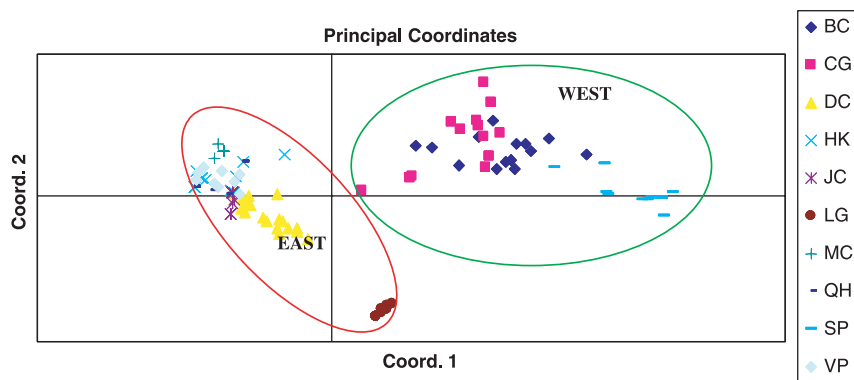 Principal Coordinates
WEST
EAST
Coord. 2
Coord. 1
BC
CG
DC
HK
JC
LG
MC
QH
SP
VP